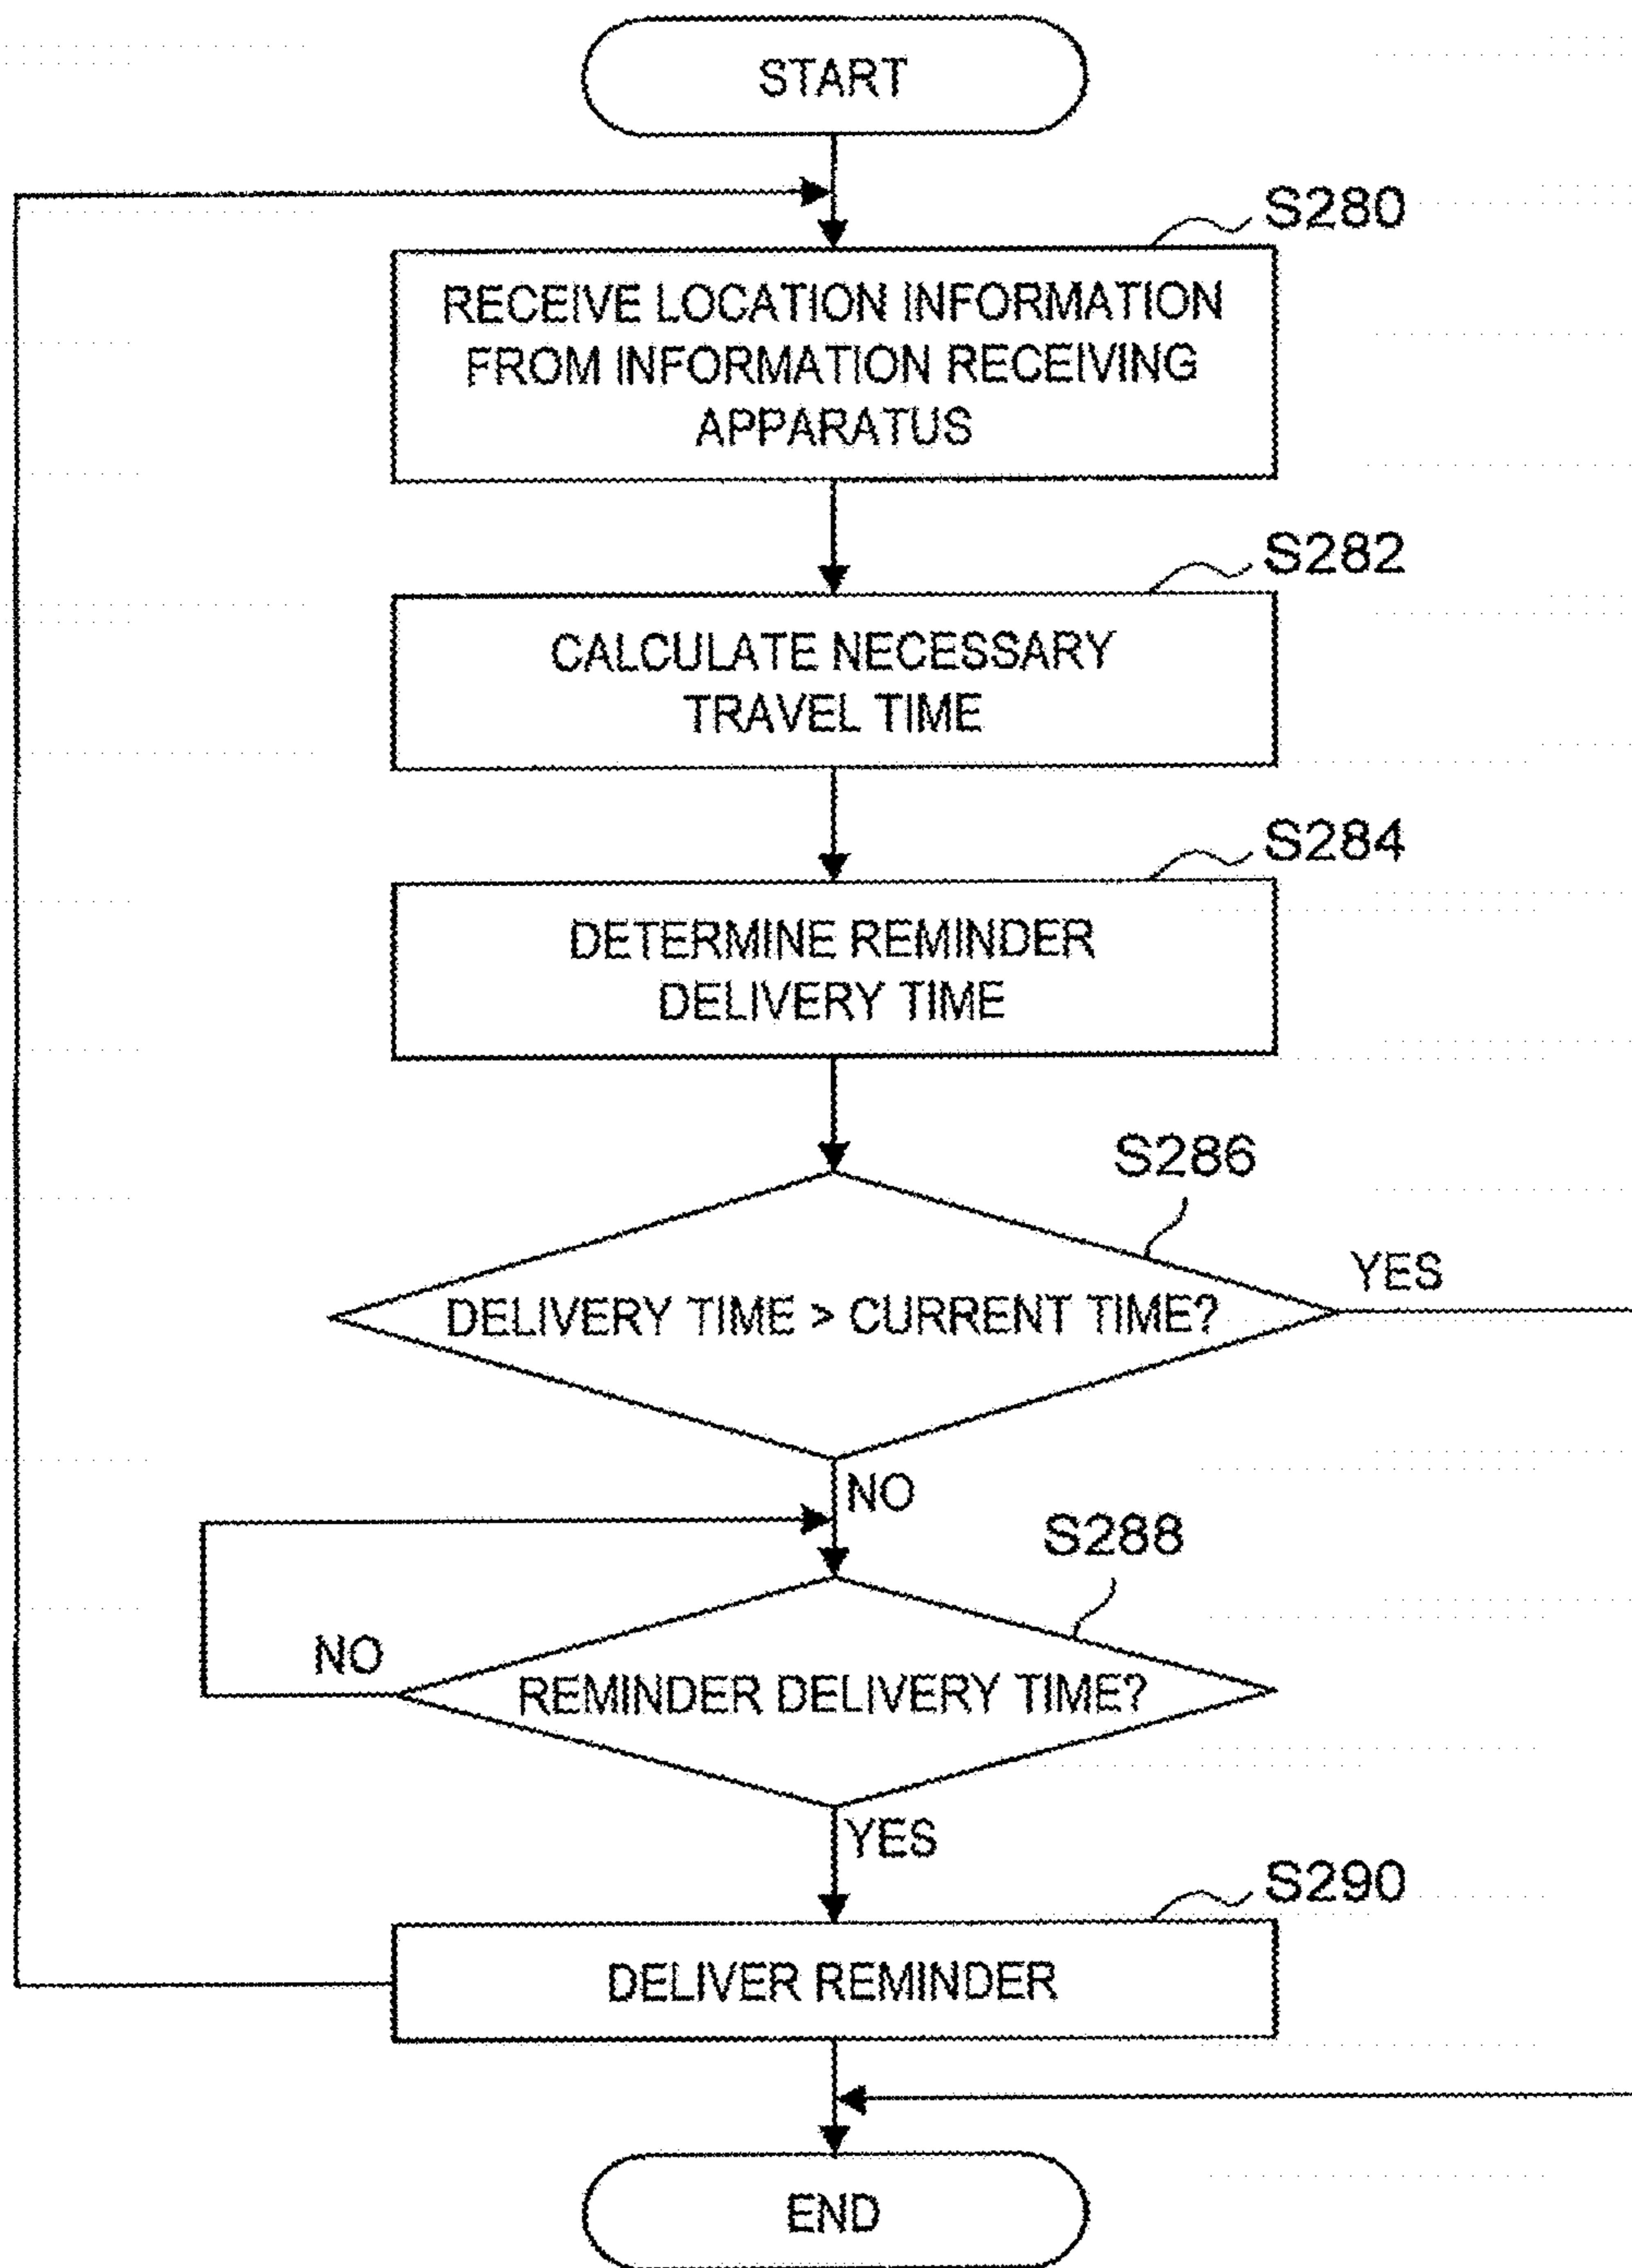 START
S280
RECEIVE LOCATION INFORMATION
FROM INFORMATION RECEIVING
APPARATUS
S282
CALCULATE NECESSARY
TRAVEL TIME
S284
DETERMINE REMINDER
DELIVERY TIME
S286
YES
DELIVERY TIME > CURRENT TIME?
NO
S288
NO
REMINDER DELIVERY TIME?
YES
S290
DELIVER REMINDER
END